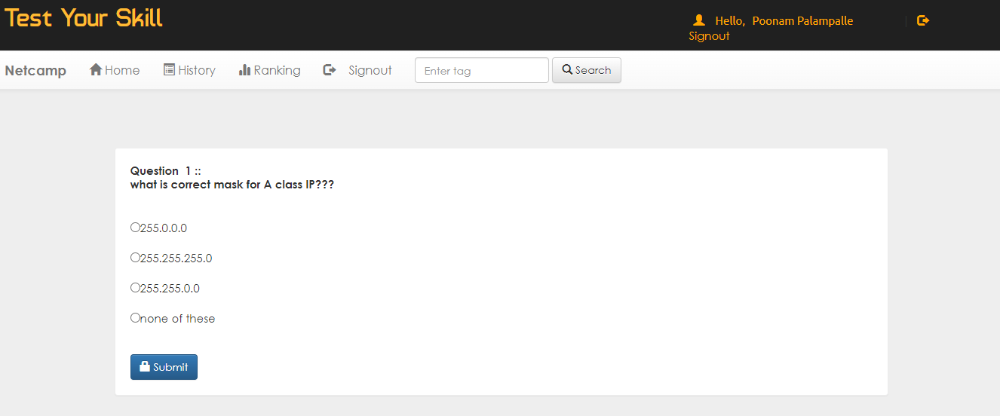 Test Your Skill
Hello, Poonam Palampalle
Signout
Netcamp Home History Ranking Signout Enter tag Search
Question 1 ::
what is correct mask for A class IP???
255.0.0.0
255.255.255.0
255.255.0.0
none of these
Submit